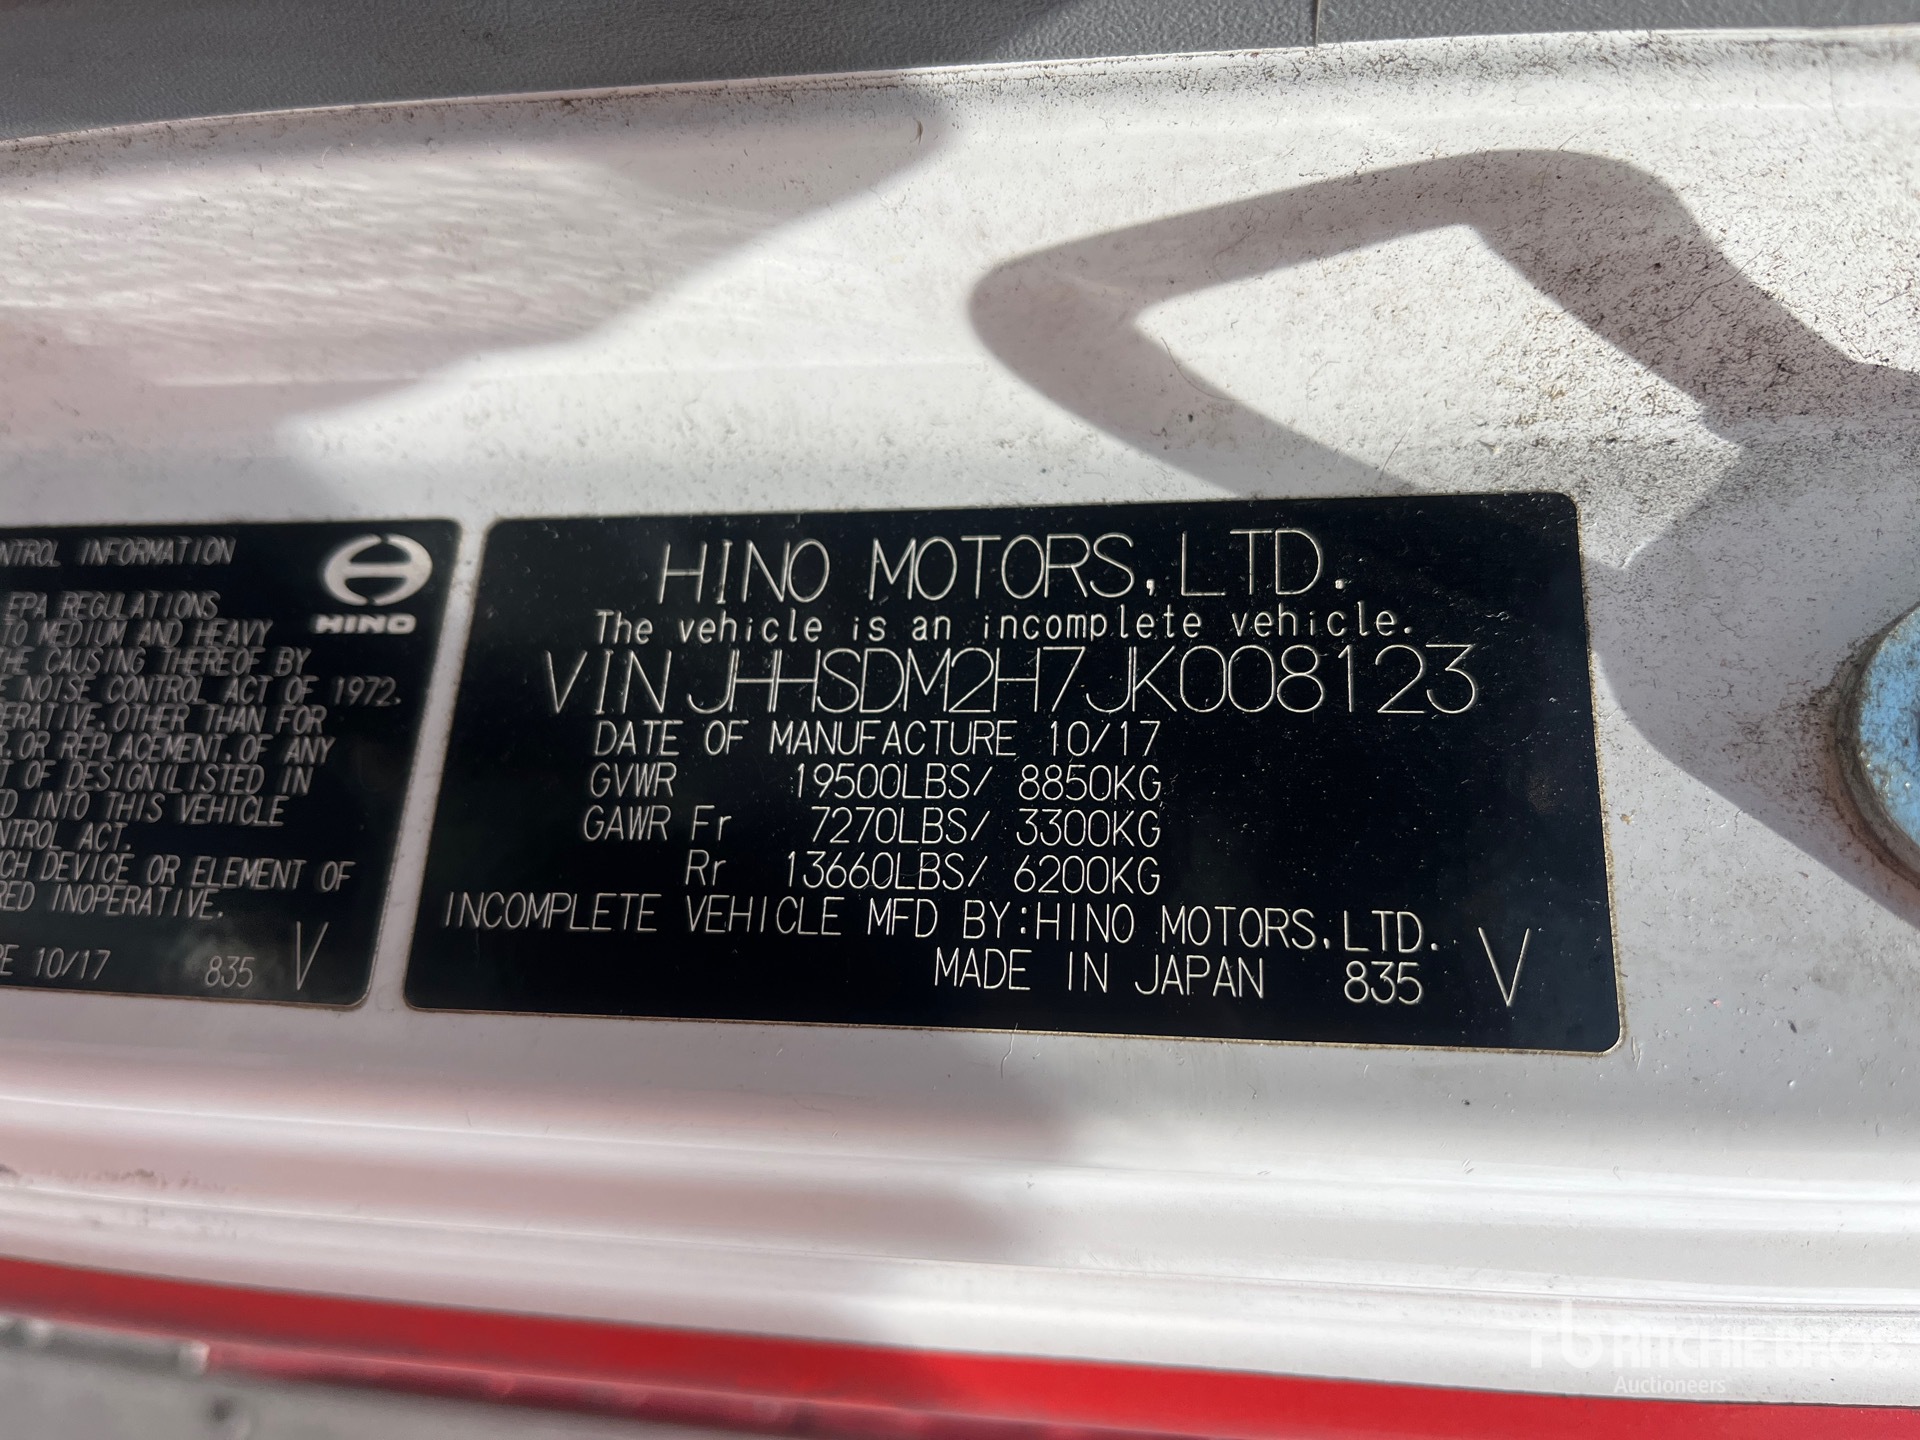 NTROL INFORMATION
HINO
EPA REGULATIONS
TO MEDIUM AND HEAVY
HE CAUSING THEREOF BY
E NOISE CONTROL ACT OF 1972.
ERATIVE, OTHER THAN FOR
R, OR REPLACEMENT, OF ANY
T OF DESIGN(LISTED IN
D INTO THIS VEHICLE
NTROL ACT.
CH DEVICE OR ELEMENT OF
RED INOPERATIVE.
RE 10/17 835 V
HINO MOTORS, LTD.
The vehicle is an incomplete vehicle.
VIN JHHSDM2H7JK008123
DATE OF MANUFACTURE 10/17
GVWR 19500LBS/ 8850KG
GAWR Fr 7270LBS/ 3300KG
Rr 13660LBS/ 6200KG
INCOMPLETE VEHICLE MFD BY:HINO MOTORS, LTD.
MADE IN JAPAN 835 V
rb RITCHIE BROS.
Auctioneers